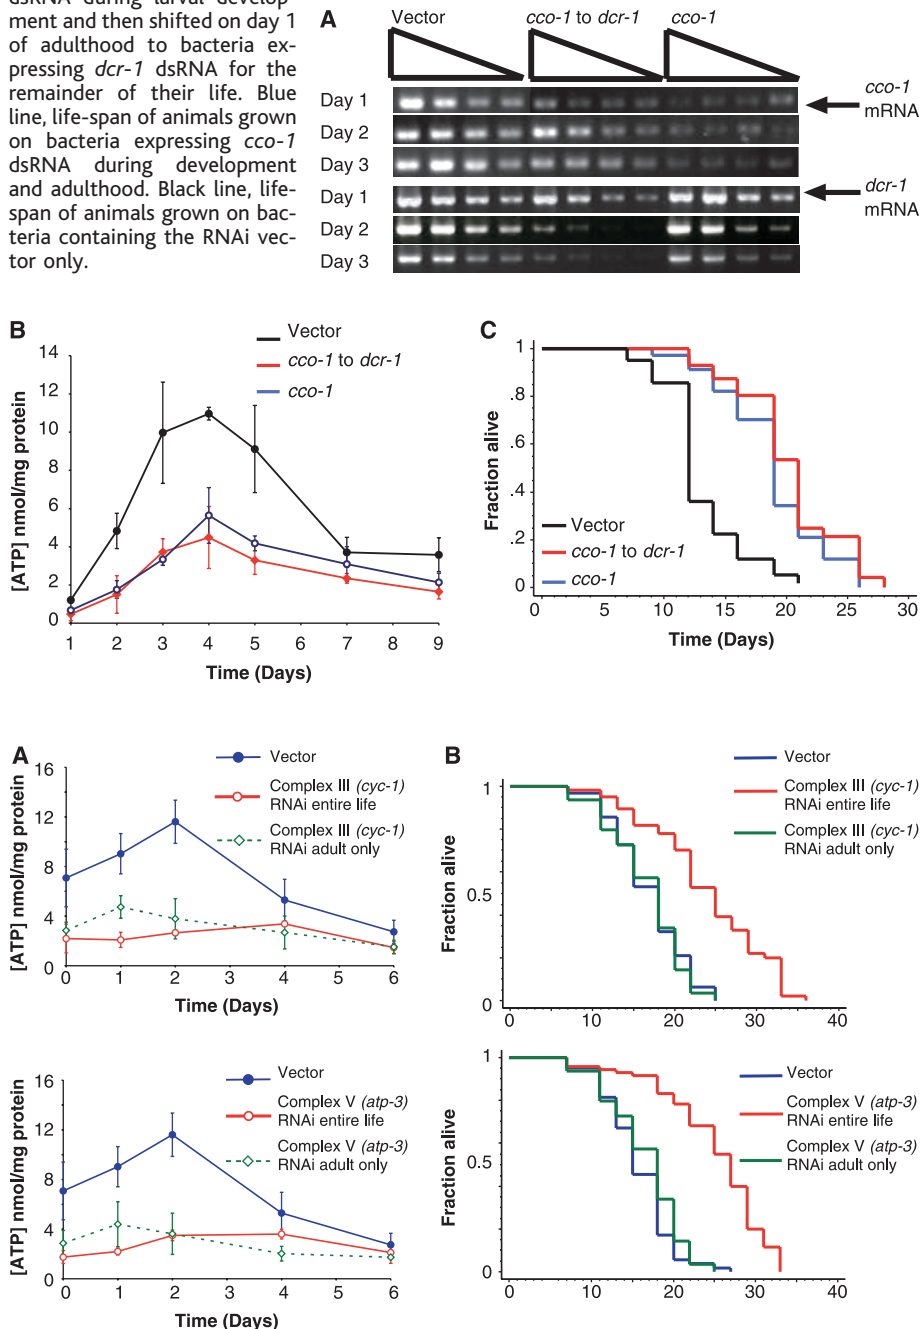 dsRNA during larval develop-
ment and then shifted on day 1
of adulthood to bacteria ex-
pressing dcr-1 dsRNA for the
remainder of their life. Blue
line, life-span of animals grown
on bacteria expressing cco-1
dsRNA during development
and adulthood. Black line, life-
span of animals grown on bac-
teria containing the RNAi vec-
tor only.
A
Vector cco-1 to dcr-1 cco-1
Day 1
Day 2
Day 3
Day 1
Day 2
Day 3
cco-1
mRNA
dcr-1
mRNA
B
Vector
cco-1 to dcr-1
cco-1
[ATP] nmol/mg protein
14
12
10
8
6
4
2
0
1 2 3 4 5 6 7 8 9
Time (Days)
C
Fraction alive
1
.8
.6
.4
.2
0
Vector
cco-1 to dcr-1
cco-1
0 5 10 15 20 25 30
Time (Days)
A
Vector
Complex III (cyc-1)
RNAi entire life
Complex III (cyc-1)
RNAi adult only
[ATP] nmol/mg protein
16
12
8
4
0
0 1 2 3 4 5 6
Time (Days)
B
Vector
Complex III (cyc-1)
RNAi entire life
Complex III (cyc-1)
RNAi adult only
Fraction alive
1
0.5
0
0 10 20 30 40
Vector
Complex V (atp-3)
RNAi entire life
Complex V (atp-3)
RNAi adult only
[ATP] nmol/mg protein
16
12
8
4
0
0 1 2 3 4 5 6
Time (Days)
Vector
Complex V (atp-3)
RNAi entire life
Complex V (atp-3)
RNAi adult only
Fraction alive
1
0.5
0
0 10 20 30 40